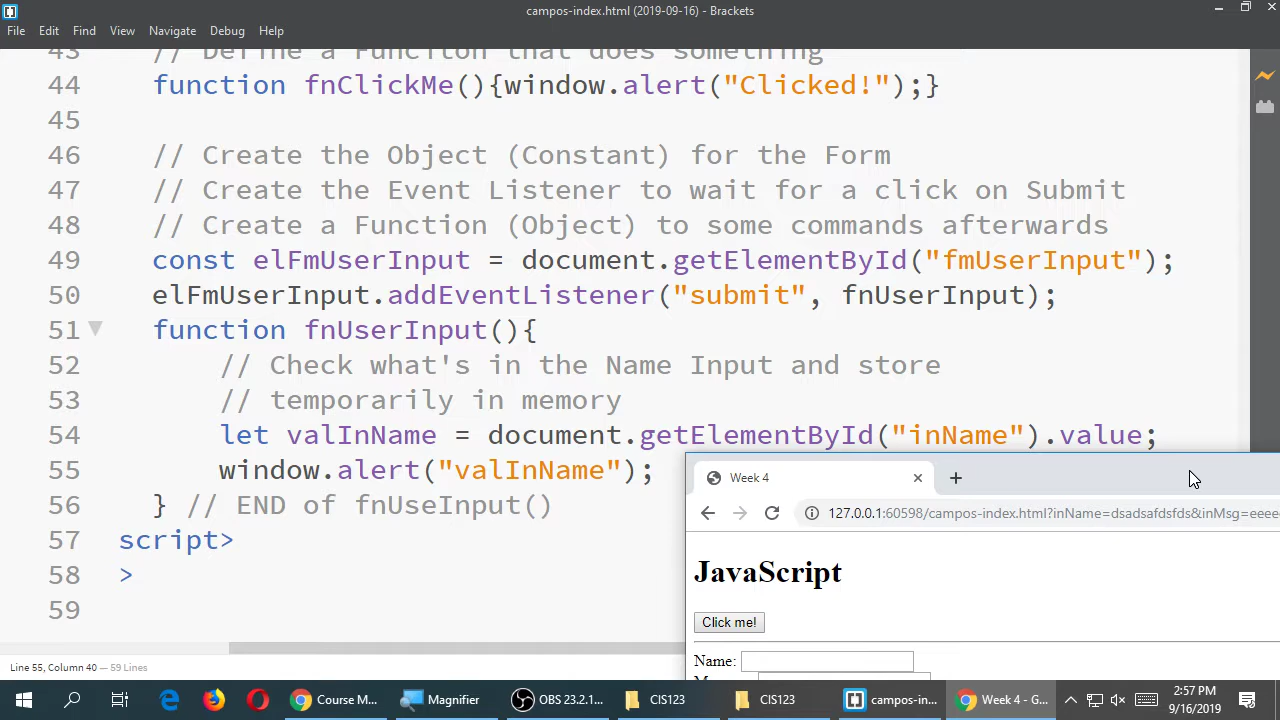 campos-index.html (2019-09-16) - Brackets
File Edit Find View Navigate Debug Help
43 // Define a Funciton that does something
44 function fnClickMe(){window.alert("Clicked!");}
45
46 // Create the Object (Constant) for the Form
47 // Create the Event Listener to wait for a click on Submit
48 // Create a Function (Object) to some commands afterwards
49 const elFmUserInput = document.getElementById("fmUserInput");
50 elFmUserInput.addEventListener("submit", fnUserInput);
51 function fnUserInput(){
52 // Check what's in the Name Input and store
53 // temporarily in memory
54 let valInName = document.getElementById("inName").value;
55 window.alert("valInName");
56 } // END of fnUseInput()
57 script>
58 >
59
Week 4
127.0.0.1:60598/campos-index.html?inName=dsadsafdsfds&inMsg=eeee
JavaScript
Click me!
Name:
Line 55, Column 40 — 59 Lines
Course M... Magnifier OBS 23.2.1... CIS123 CIS123 campos-in... Week 4 - G...
2:57 PM
9/16/2019